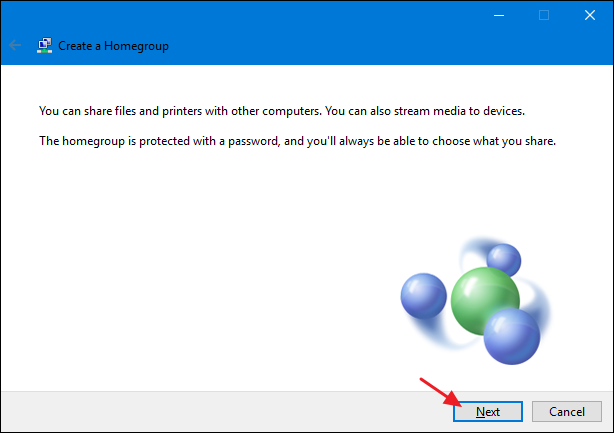 Create a Homegroup
You can share files and printers with other computers. You can also stream media to devices.
The homegroup is protected with a password, and you'll always be able to choose what you share.
Next
Cancel